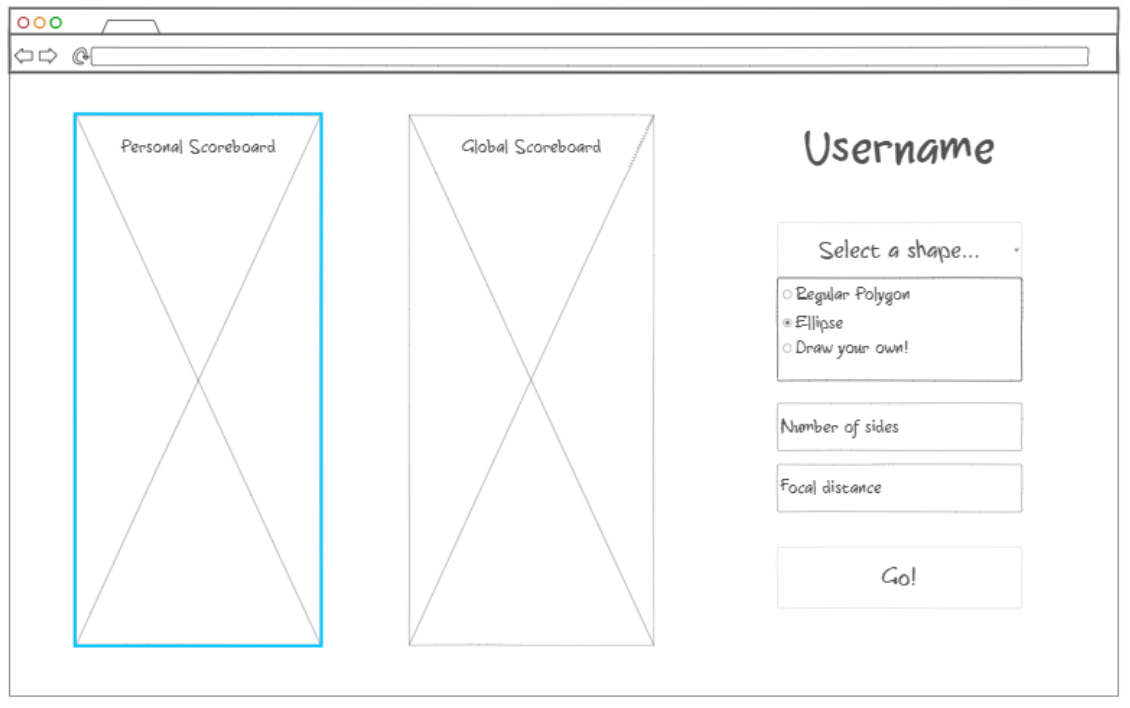 Personal Scoreboard
Global Scoreboard
Username
Select a shape...
Regular Polygon
Ellipse
Draw your own!
Number of sides
Focal distance
Go!